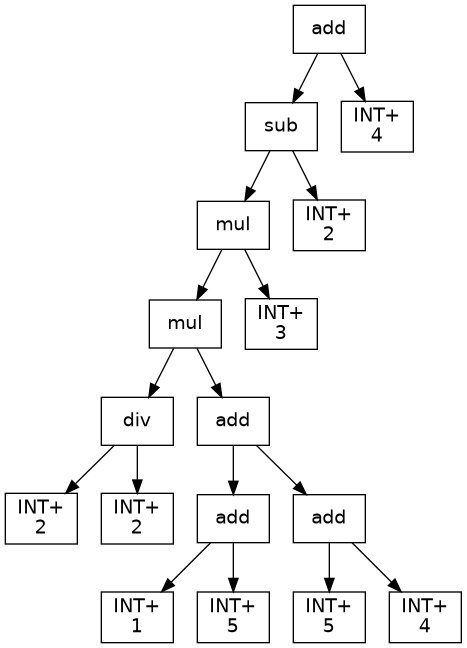 add
sub
INT+
4
mul
INT+
2
mul
INT+
3
div
add
INT+
2
INT+
2
add
add
INT+
1
INT+
5
INT+
5
INT+
4